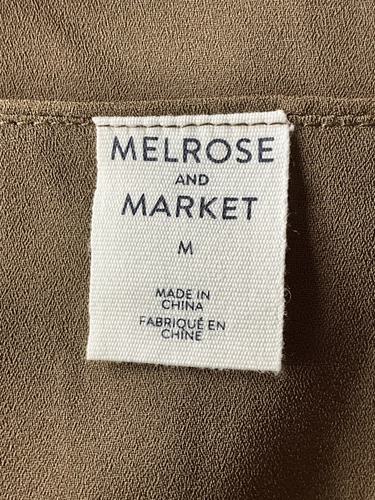 MELROSE
AND
MARKET
M
MADE IN
CHINA
FABRIQUÉ EN
CHINE